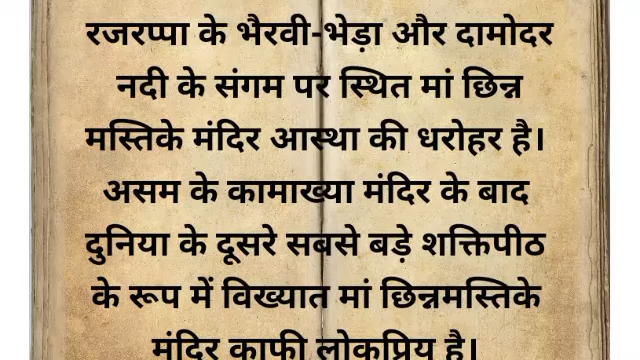 रजरप्पा के भैरवी-भेड़ा और दामोदर
नदी के संगम पर स्थित मां छिन्न
मस्तिके मंदिर आस्था की धरोहर है।
असम के कामाख्या मंदिर के बाद
दुनिया के दूसरे सबसे बड़े शक्तिपीठ
के रूप में विख्यात मां छिन्नमस्तिके
मंदिर काफी लोकप्रिय है।